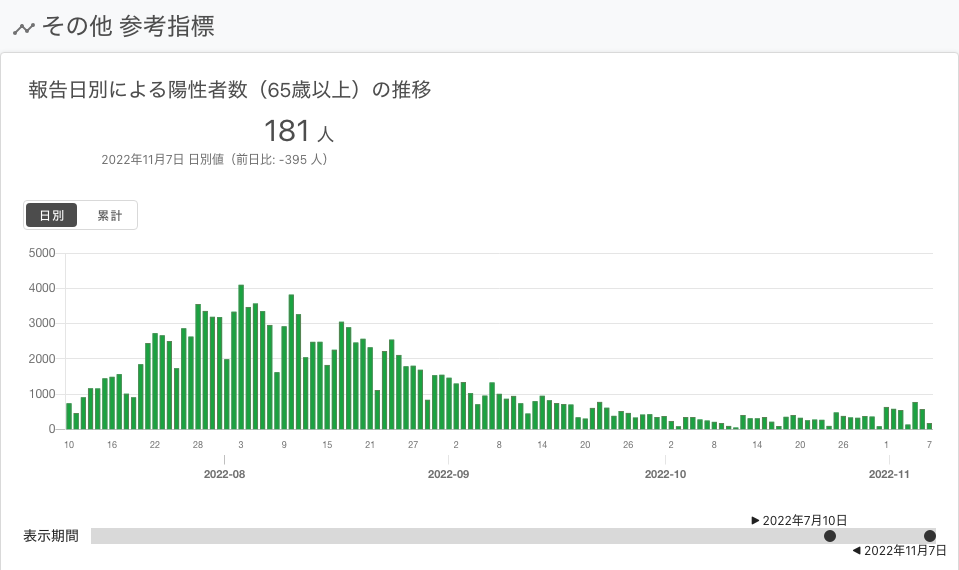 その他 参考指標
報告日別による陽性者数（65歳以上）の推移
181 人
2022年11月7日 日別値（前日比: -395 人）
日別 累計
5000
4000
3000
2000
1000
0
10 16 22 28 3 9 15 21 27 2 8 14 20 26 2 8 14 20 26 1 7
2022-08 2022-09 2022-10 2022-11
▶ 2022年7月10日
表示期間
◀ 2022年11月7日